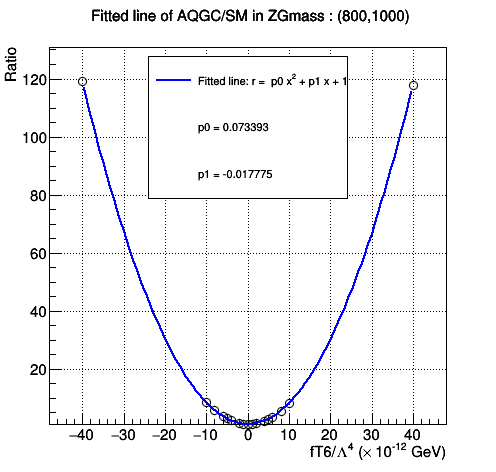 Fitted line of AQGC/SM in ZGmass : (800,1000)
Ratio
Fitted line: r = p0 x² + p1 x + 1
p0 = 0.073393
p1 = -0.017775
120
100
80
60
40
20
−40 −30 −20 −10 0 10 20 30 40
fT6/Λ⁴ (× 10⁻¹² GeV)